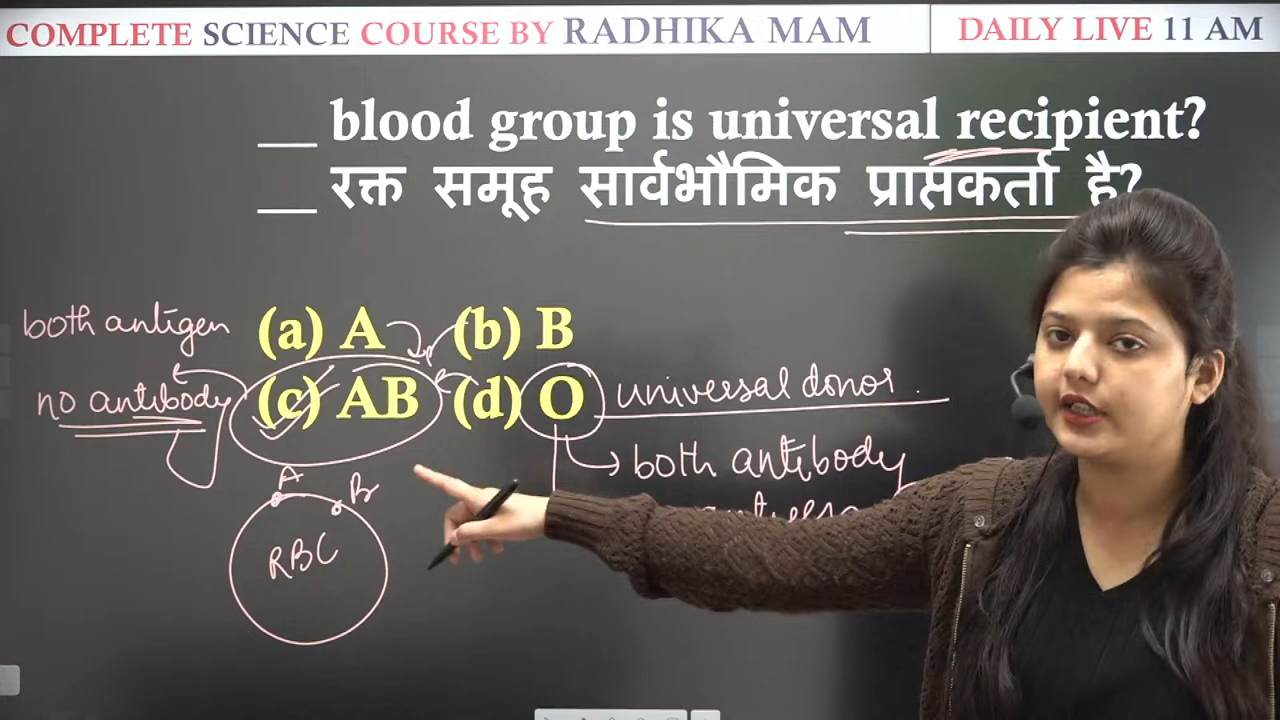 COMPLETE SCIENCE COURSE BY RADHIKA MAM
DAILY LIVE 11 AM
__ blood group is universal recipient?
__ रक्त समूह सार्वभौमिक प्राप्तकर्ता है?
both antigen
(a) A (b) B
no antibody
(c) AB (d) O
universal donor.
both antibody
A B
RBC